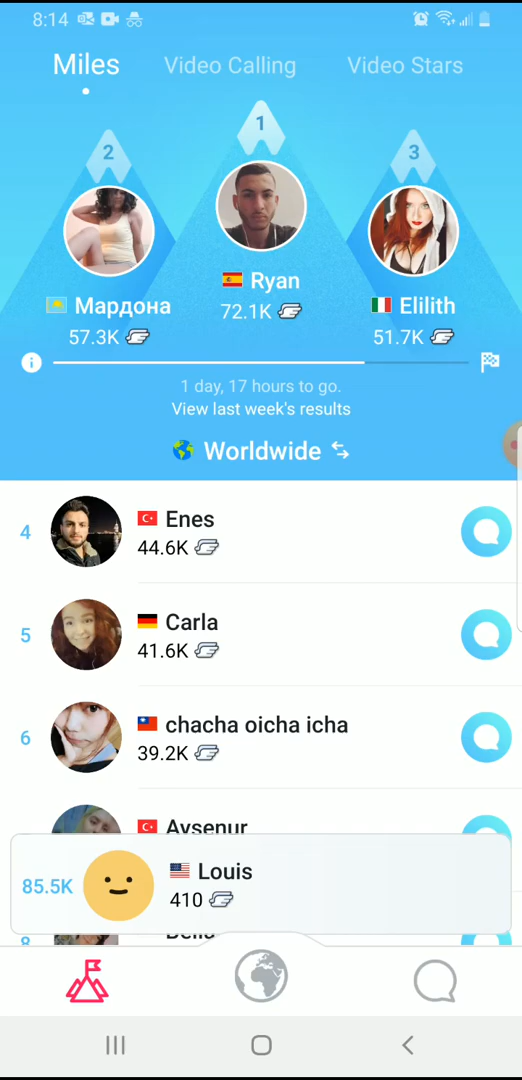 8:14
Miles Video Calling Video Stars
1
2
3
Ryan
72.1K
Мардона
57.3K
Elilith
51.7K
1 day, 17 hours to go.
View last week's results
Worldwide
4 Enes
44.6K
5 Carla
41.6K
6 chacha oicha icha
39.2K
Aysenur
85.5K Louis
410
8 Bella